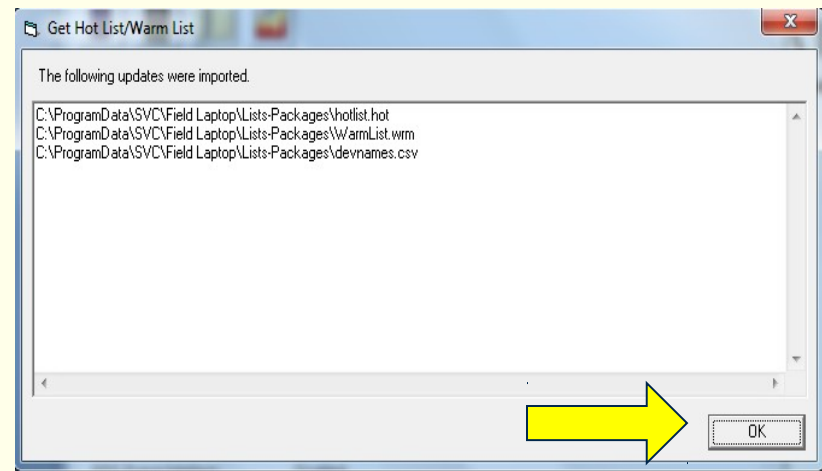 Get Hot List/Warm List
X
The following updates were imported.
C:\ProgramData\SVC\Field Laptop\Lists-Packages\hotlist.hot
C:\ProgramData\SVC\Field Laptop\Lists-Packages\WarmList.wrm
C:\ProgramData\SVC\Field Laptop\Lists-Packages\devnames.csv
OK